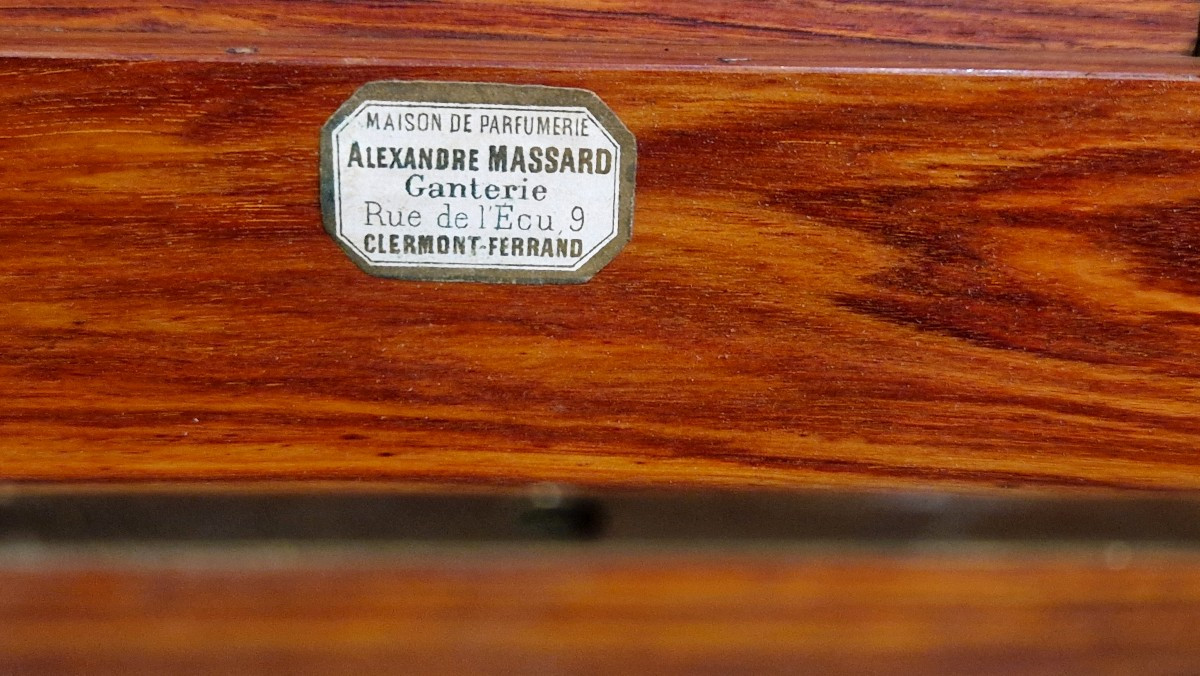 MAISON DE PARFUMERIE
ALEXANDRE MASSARD
Ganterie
Rue de l'Écu, 9
CLERMONT-FERRAND